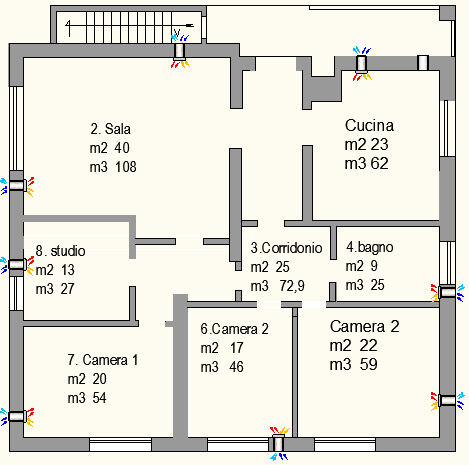 2. Sala
m2 40
m3 108
Cucina
m2 23
m3 62
8. studio
m2 13
m3 27
3.Corridonio
m2 25
m3 72,9
4.bagno
m2 9
m3 25
7. Camera 1
m2 20
m3 54
6.Camera 2
m2 17
m3 46
Camera 2
m2 22
m3 59